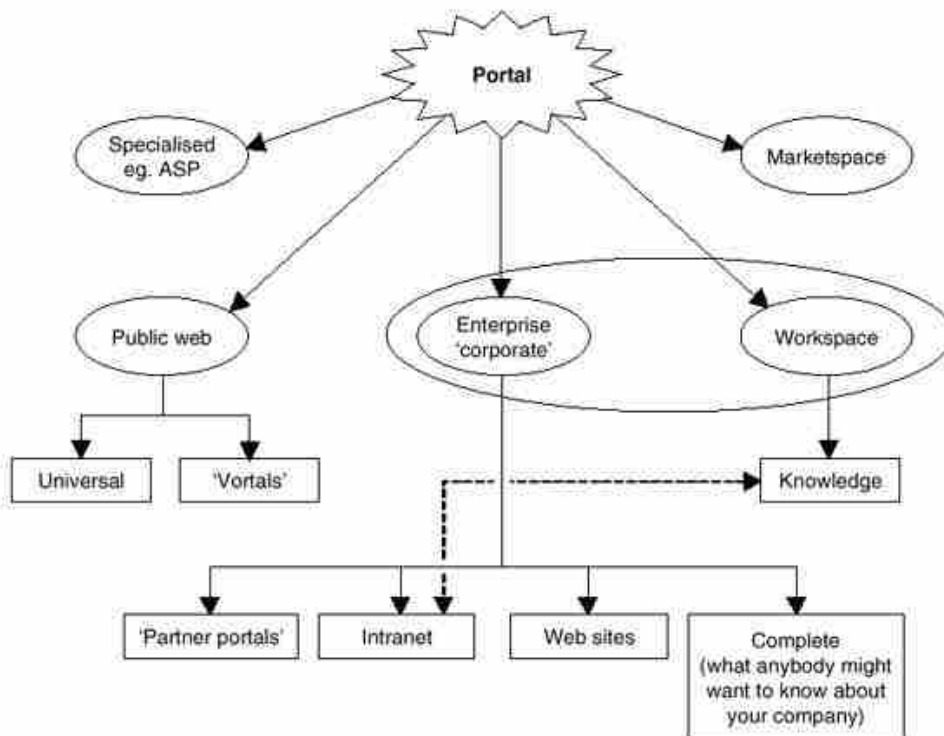 Portal
Specialised
eg. ASP
Marketspace
Public web
Enterprise
‘corporate’
Workspace
Universal
‘Vortals’
Knowledge
‘Partner portals’
Intranet
Web sites
Complete
(what anybody might
want to know about
your company)